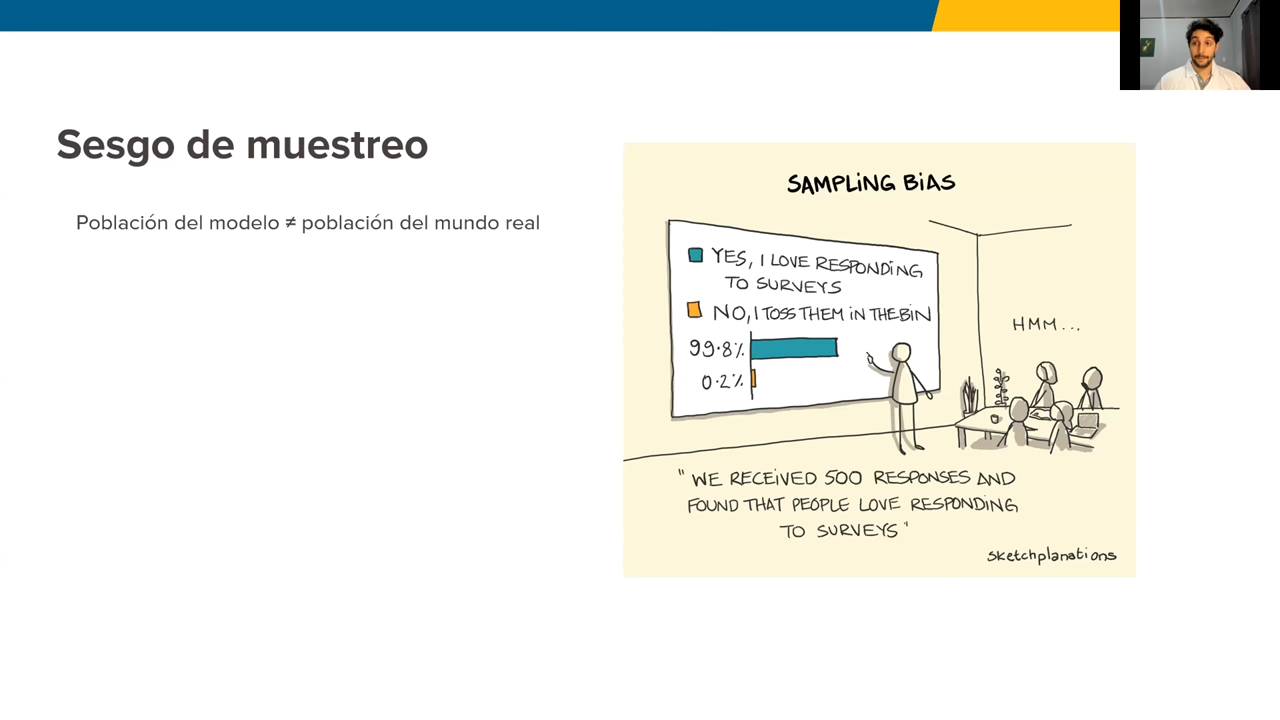 Sesgo de muestreo
Población del modelo ≠ población del mundo real
SAMPLING BIAS
YES, I LOVE RESPONDING
TO SURVEYS
NO, I TOSS THEM IN THE BIN
99.8%
0.2%
HMM...
"WE RECEIVED 500 RESPONSES AND
FOUND THAT PEOPLE LOVE RESPONDING
TO SURVEYS"
sketchplanations